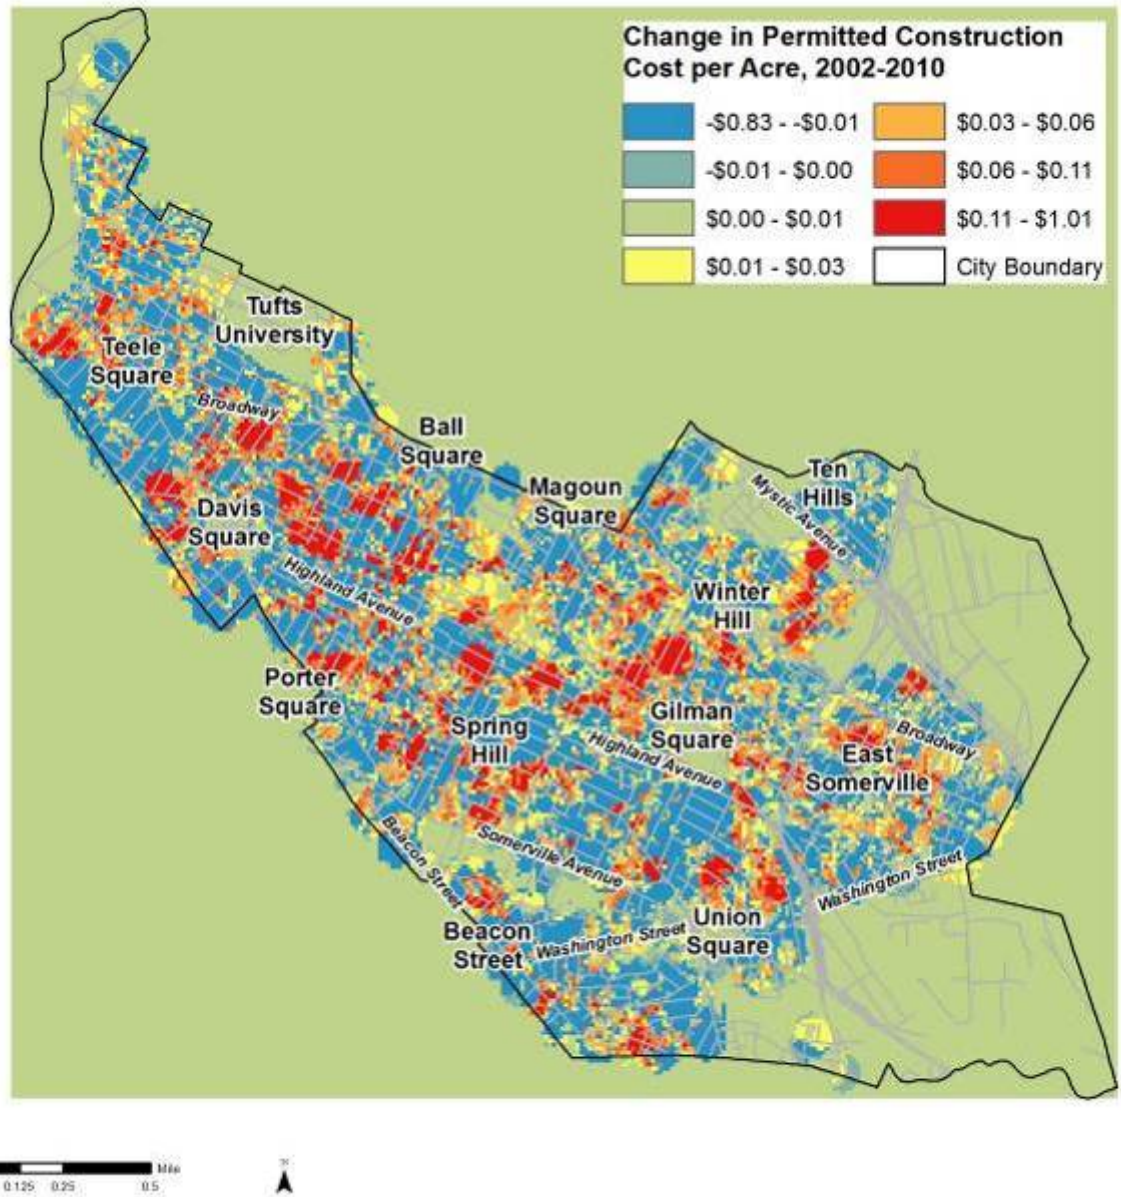 Change in Permitted Construction
Cost per Acre, 2002-2010
-$0.83 - -$0.01
$0.03 - $0.06
-$0.01 - $0.00
$0.06 - $0.11
$0.00 - $0.01
$0.11 - $1.01
$0.01 - $0.03
City Boundary
Tufts
University
Teele
Square
Broadway
Ball
Square
Magoun
Square
Ten
Hills
Mystic Avenue
Davis
Square
Highland Avenue
Winter
Hill
Porter
Square
Spring
Hill
Gilman
Square
Highland Avenue
East
Somerville
Broadway
Beacon Street
Somerville Avenue
Washington Street
Union
Square
Beacon
Street
Washington Street
Mile
0.125 0.25 0.5